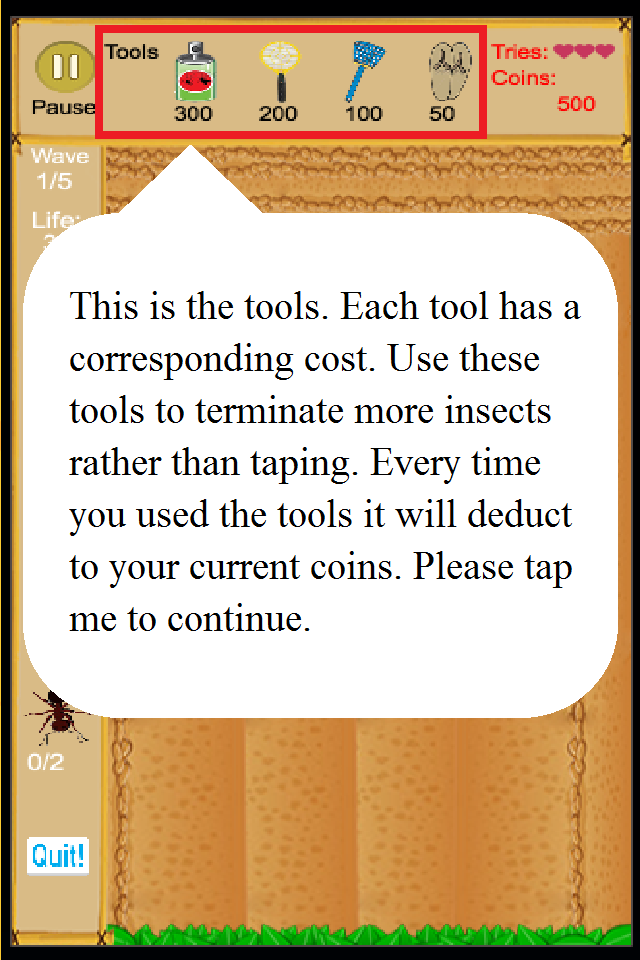 Tools
Tries:
Coins:
500
Pause
300 200 100 50
Wave
1/5
Life:
This is the tools. Each tool has a
corresponding cost. Use these
tools to terminate more insects
rather than taping. Every time
you used the tools it will deduct
to your current coins. Please tap
me to continue.
0/2
Quit!